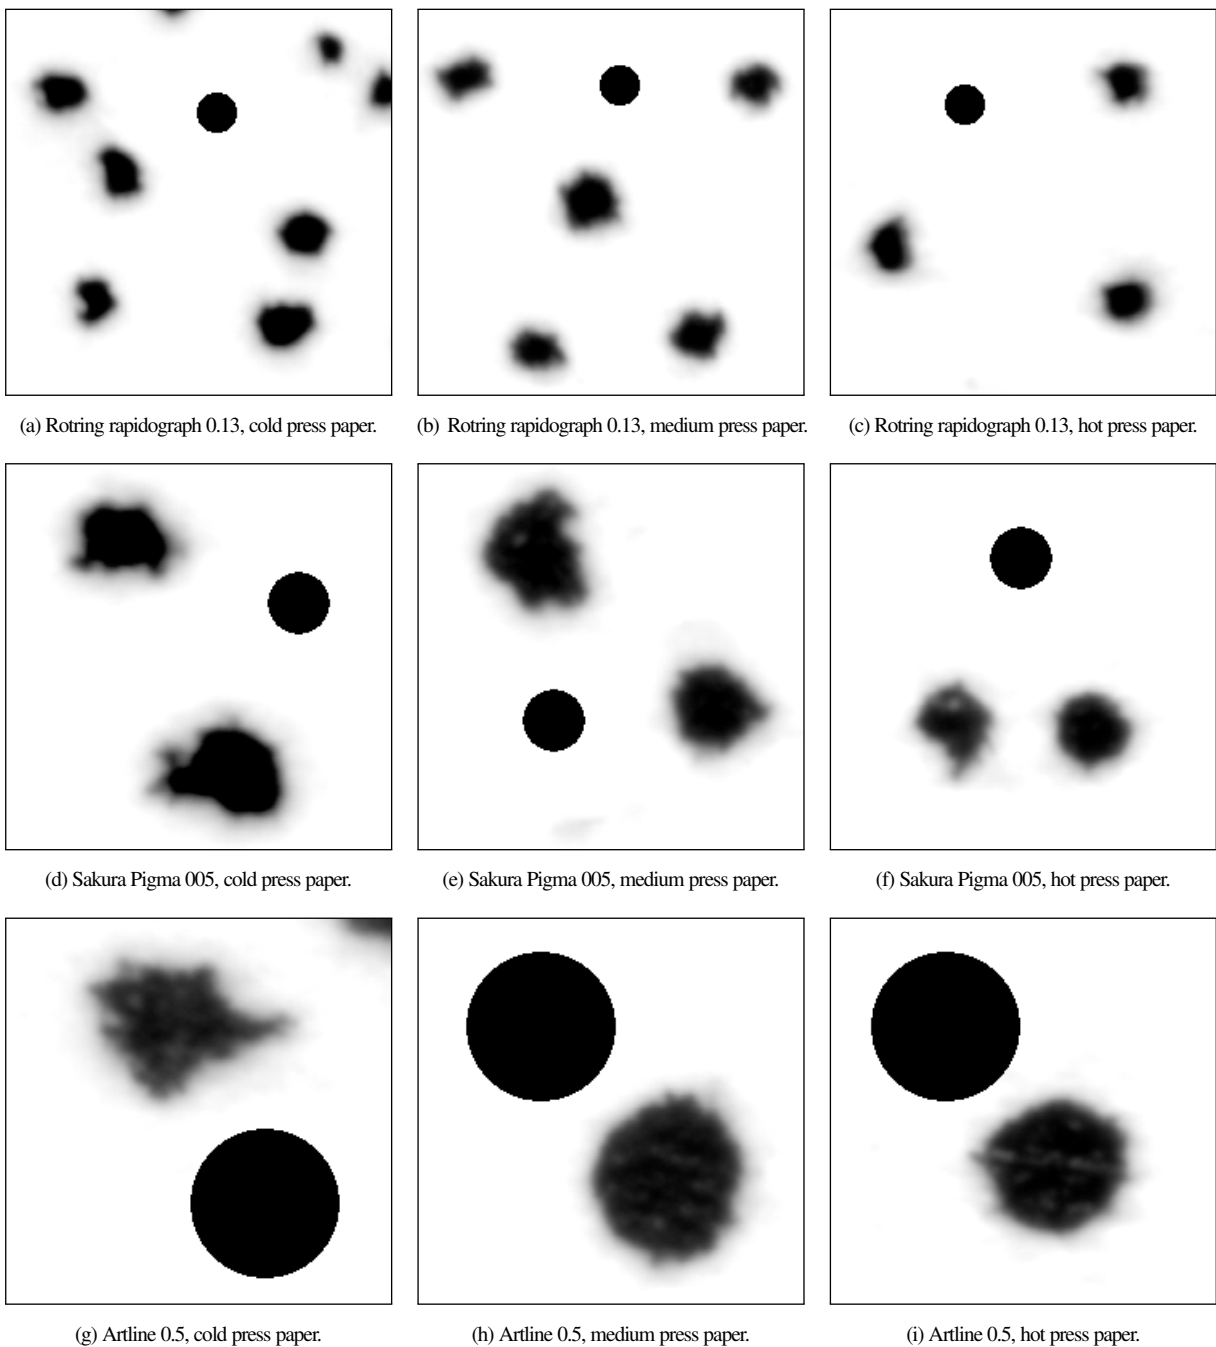 (a) Rotring rapidograph 0.13, cold press paper.
(b) Rotring rapidograph 0.13, medium press paper.
(c) Rotring rapidograph 0.13, hot press paper.
(d) Sakura Pigma 005, cold press paper.
(e) Sakura Pigma 005, medium press paper.
(f) Sakura Pigma 005, hot press paper.
(g) Artline 0.5, cold press paper.
(h) Artline 0.5, medium press paper.
(i) Artline 0.5, hot press paper.